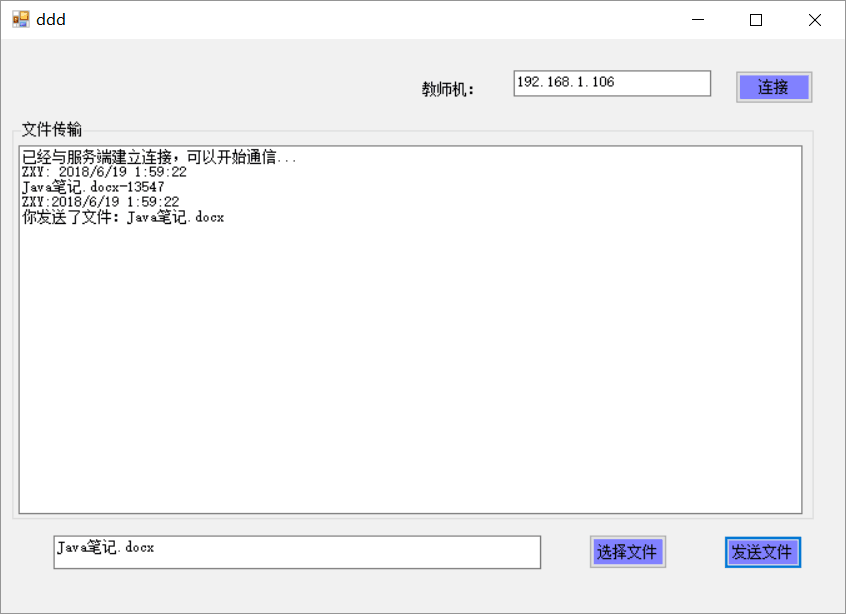 ddd
教师机：
192.168.1.106
连接
文件传输
已经与服务端建立连接，可以开始通信...
ZXY: 2018/6/19 1:59:22
Java笔记.docx-13547
ZXY:2018/6/19 1:59:22
你发送了文件：Java笔记.docx
Java笔记.docx
选择文件
发送文件